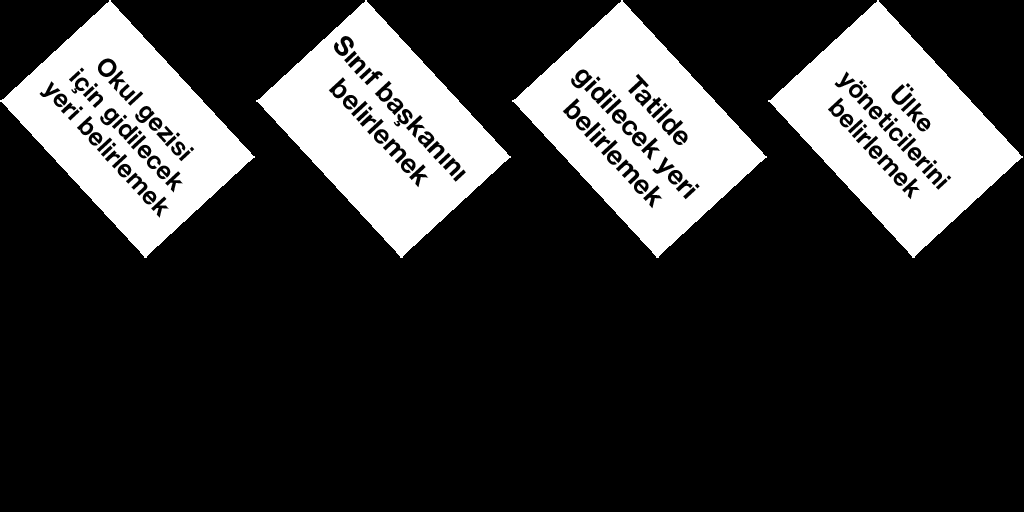 Okul gezisi
için gidilecek
yeri belirlemek
Sınıf başkanını
belirlemek
Tatilde
gidilecek yeri
belirlemek
Ülke
yöneticilerini
belirlemek